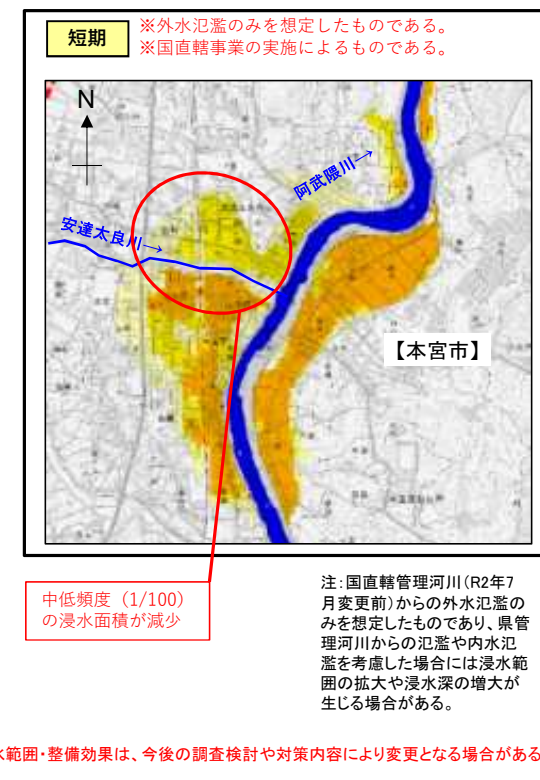 短期
※外水氾濫のみを想定したものである。
※国直轄事業の実施によるものである。
N
阿武隈川→
安達太良川→
【本宮市】
中低頻度（1/100）
の浸水面積が減少
注：国直轄管理河川（R2年7
月変更前）からの外水氾濫の
みを想定したものであり、県管
理河川からの氾濫や内水氾
濫を考慮した場合には浸水範
囲の拡大や浸水深の増大が
生じる場合がある。
水範囲・整備効果は、今後の調査検討や対策内容により変更となる場合がある